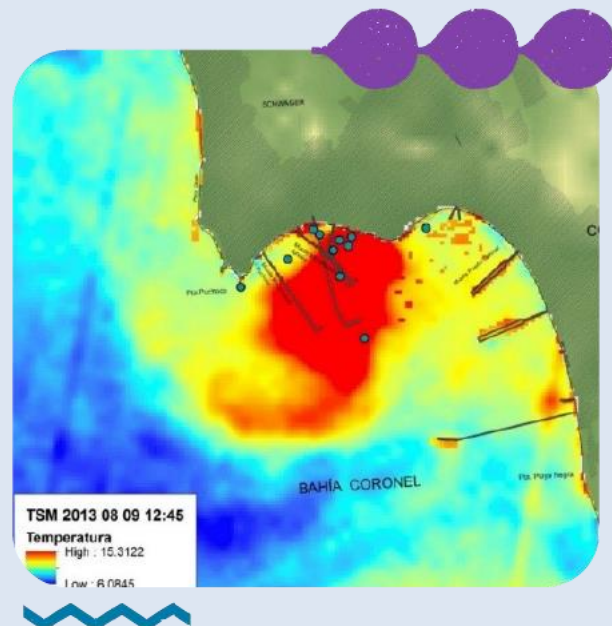 SCHWAGER
Pta Puchoco
BAHÍA CORONEL
Pta. Playa Negra
TSM 2013 08 09 12:45
Temperatura
High : 15.3122
Low : 6.0845